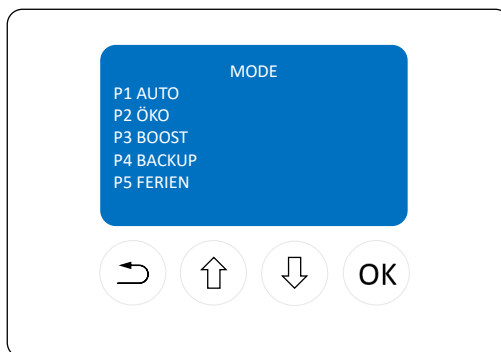 MODE
P1 AUTO
P2 ÖKO
P3 BOOST
P4 BACKUP
P5 FERIEN
OK